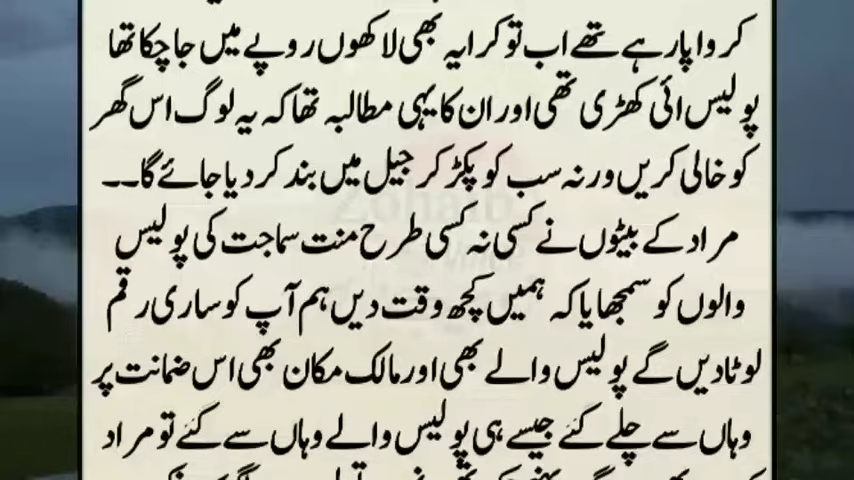 کروا پا رہے تھے اب تو کرایہ بھی لاکھوں روپے میں جا چکا تھا
پولیس ائی کھڑی تھی اور ان کا یہی مطالبہ تھا کہ یہ لوگ اس گھر
کو خالی کریں ورنہ سب کو پکڑ کر جیل میں بند کر دیا جائے گا۔۔
مراد کے بیٹوں نے کسی نہ کسی طرح منت سماجت کی پولیس
والوں کو سمجھایا کہ ہمیں کچھ وقت دیں ہم آپ کو ساری رقم
لوٹا دیں گے پولیس والے بھی اور مالک مکان بھی اس ضمانت پر
وہاں سے چلے گئے جیسے ہی پولیس والے وہاں سے گئے تو مراد
Zohaib